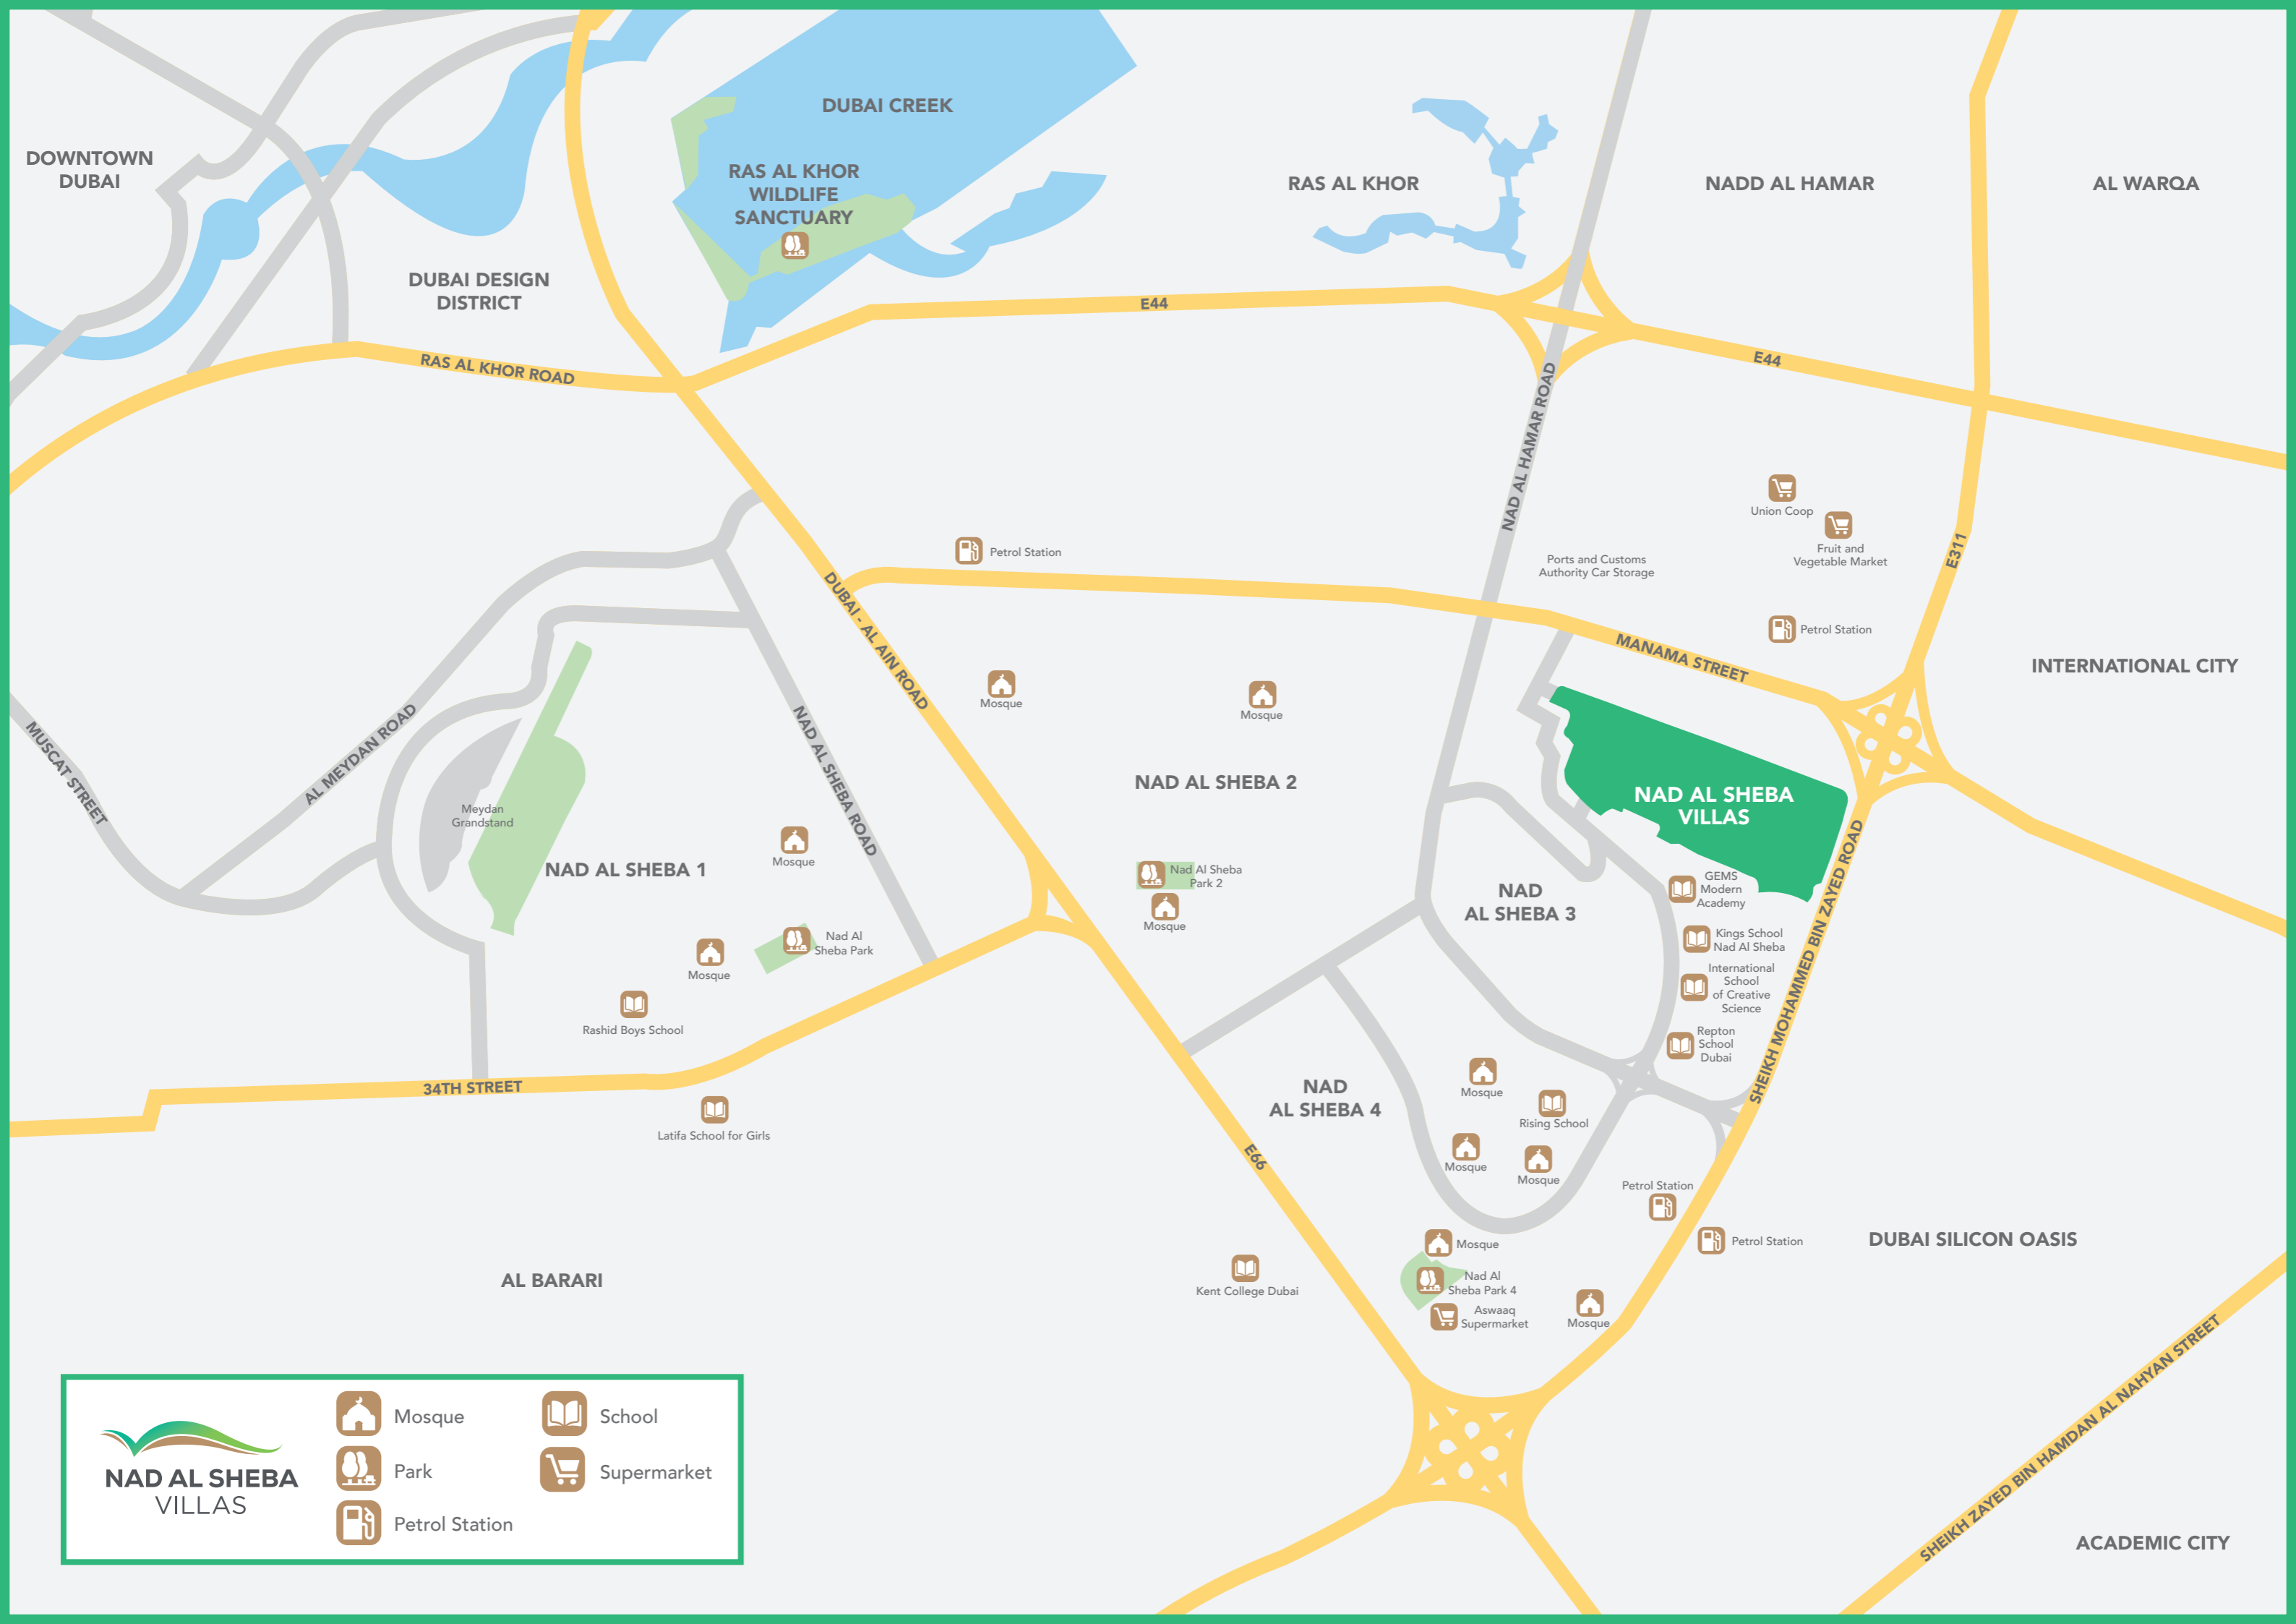 DUBAI CREEK
DOWNTOWN
DUBAI
RAS AL KHOR
WILDLIFE
SANCTUARY
RAS AL KHOR
NADD AL HAMAR
AL WARQA
DUBAI DESIGN
DISTRICT
E44
E44
RAS AL KHOR ROAD
NAD AL HAMAR ROAD
Union Coop
Fruit and
Vegetable Market
E311
Petrol Station
Ports and Customs
Authority Car Storage
Petrol Station
MANAMA STREET
INTERNATIONAL CITY
DUBAI - AL AIN ROAD
Mosque
Mosque
MUSCAT STREET
AL MEYDAN ROAD
NAD AL SHEBA ROAD
NAD AL SHEBA 2
NAD AL SHEBA
VILLAS
Meydan
Grandstand
Mosque
NAD AL SHEBA 1
Nad Al Sheba
Park 2
Mosque
NAD
AL SHEBA 3
GEMS
Modern
Academy
Kings School
Nad Al Sheba
International
School
of Creative
Science
Repton
School
Dubai
SHEIKH MOHAMMED BIN ZAYED ROAD
Nad Al
Sheba Park
Mosque
Rashid Boys School
34TH STREET
Latifa School for Girls
NAD
AL SHEBA 4
Mosque
Rising School
Mosque
Mosque
E66
Petrol Station
Petrol Station
DUBAI SILICON OASIS
Mosque
Nad Al
Sheba Park 4
Aswaaq
Supermarket
Mosque
Kent College Dubai
AL BARARI
SHEIKH ZAYED BIN HAMDAN AL NAHYAN STREET
ACADEMIC CITY
NAD AL SHEBA
VILLAS
Mosque
Park
Petrol Station
School
Supermarket